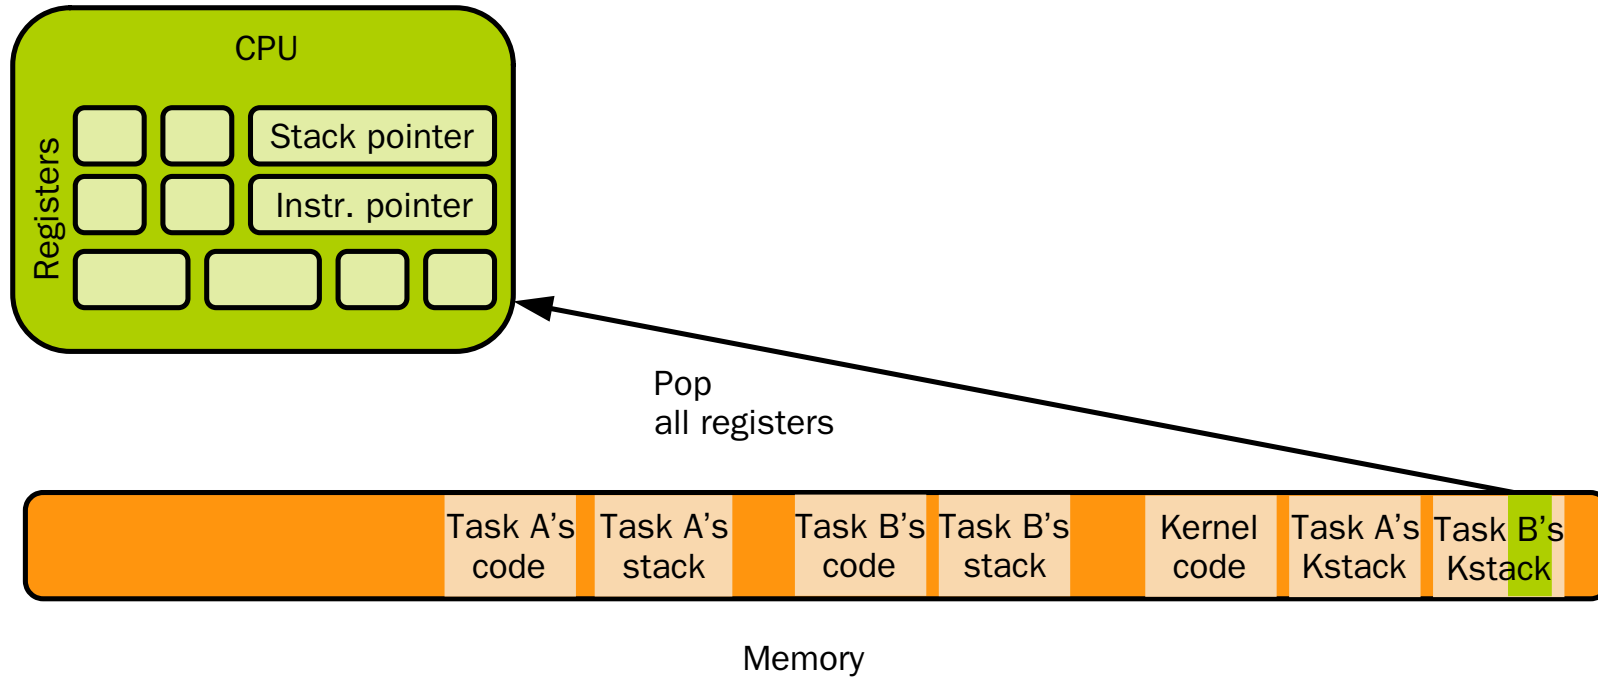 CPU
Registers
Stack pointer
Instr. pointer
Pop
all registers
Task A’s
code
Task A’s
stack
Task B’s
code
Task B’s
stack
Kernel
code
Task A’s
Kstack
Task B’s
Kstack
Memory